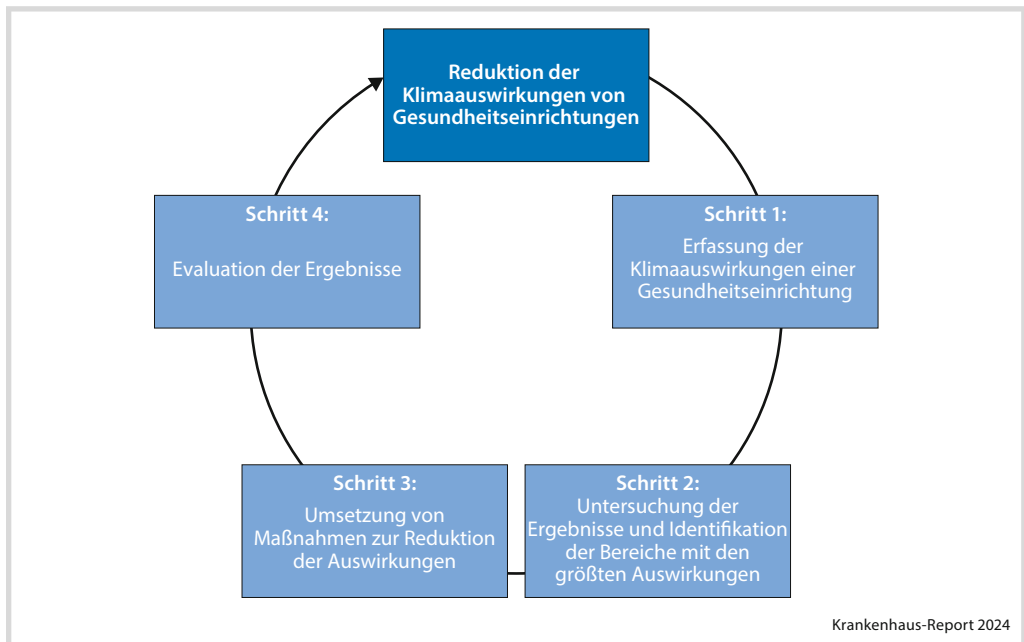 Reduktion der
Klimaauswirkungen von
Gesundheitseinrichtungen
Schritt 1:
Erfassung der
Klimaauswirkungen einer
Gesundheitseinrichtung
Schritt 2:
Untersuchung der
Ergebnisse und Identifikation
der Bereiche mit den
größten Auswirkungen
Schritt 3:
Umsetzung von
Maßnahmen zur Reduktion
der Auswirkungen
Schritt 4:
Evaluation der Ergebnisse
Krankenhaus-Report 2024